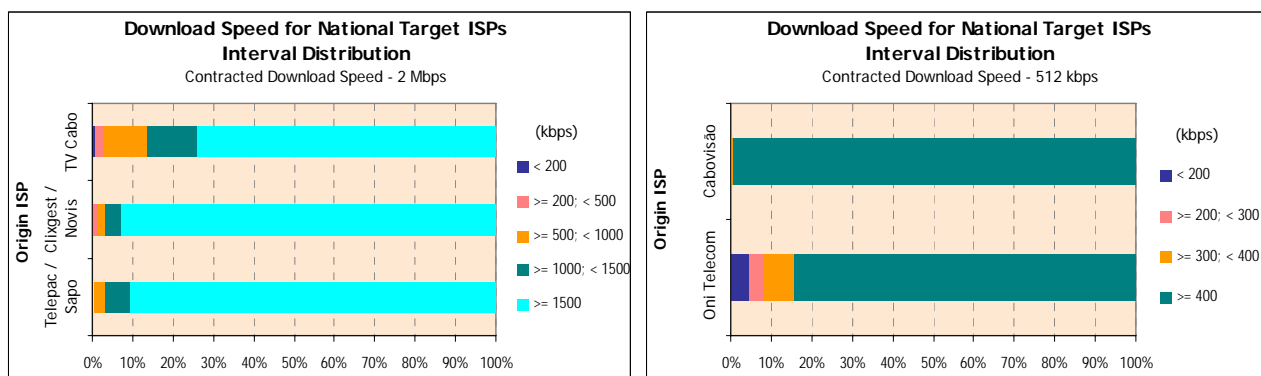 Download Speed for National Target ISPs
Interval Distribution
Contracted Download Speed - 2 Mbps
Origin ISP
TV Cabo
Clixgest /
Novis
Telepac /
Sapo
0% 10% 20% 30% 40% 50% 60% 70% 80% 90% 100%
(kbps)
< 200
>= 200; < 500
>= 500; < 1000
>= 1000; < 1500
>= 1500
Download Speed for National Target ISPs
Interval Distribution
Contracted Download Speed - 512 kbps
Origin ISP
Cabovisão
Oni Telecom
0% 10% 20% 30% 40% 50% 60% 70% 80% 90% 100%
(kbps)
< 200
>= 200; < 300
>= 300; < 400
>= 400